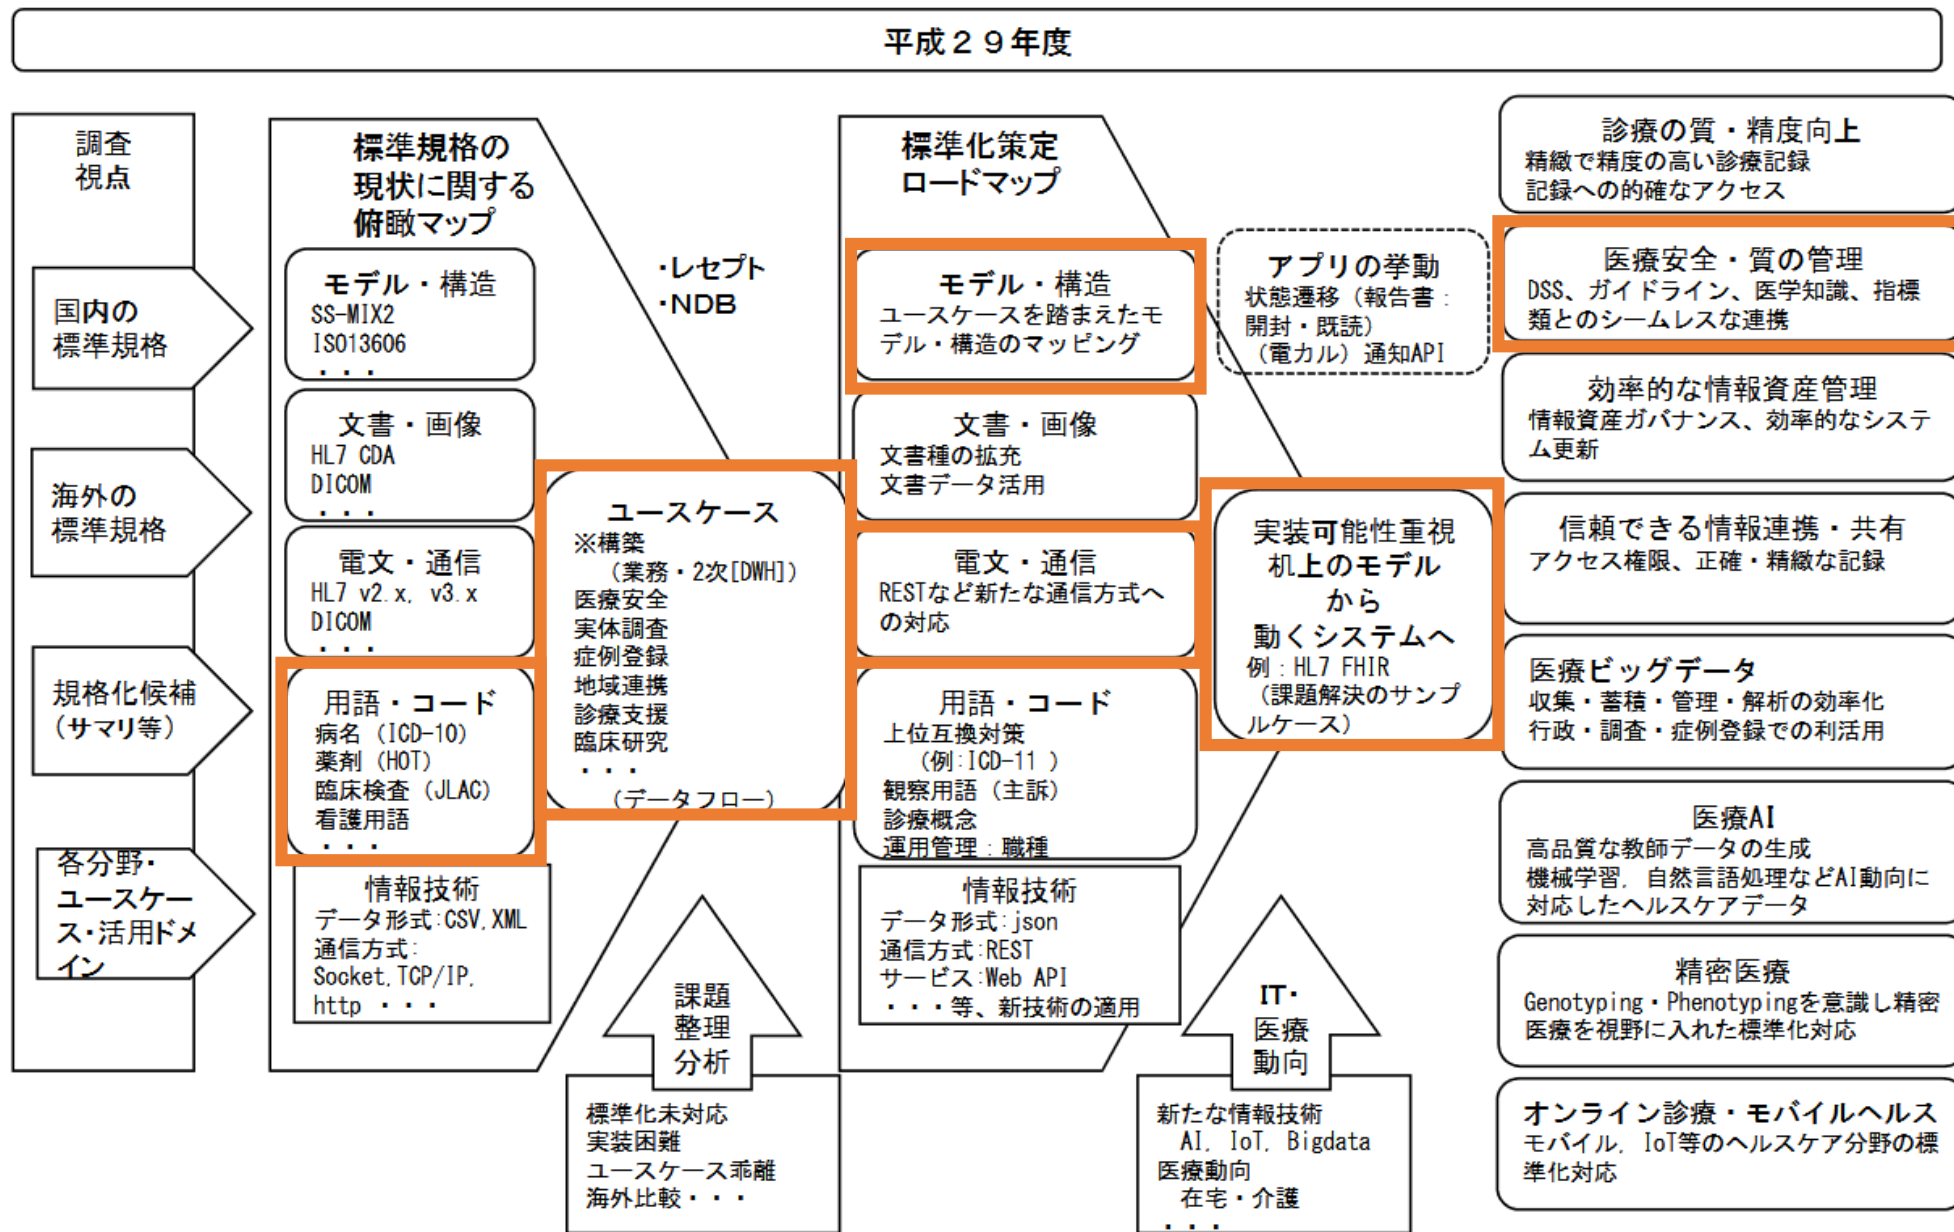 平成２９年度
調査
視点
国内の
標準規格
海外の
標準規格
規格化候補
(サマリ等)
各分野・
ユースケー
ス・活用ドメ
イン
標準規格の
現状に関する
俯瞰マップ
モデル・構造
SS-MIX2
ISO13606
・・・
文書・画像
HL7 CDA
DICOM
・・・
電文・通信
HL7 v2.x, v3.x
DICOM
・・・
用語・コード
病名（ICD-10）
薬剤（HOT）
臨床検査（JLAC）
看護用語
・・・
情報技術
データ形式:CSV,XML
通信方式:
Socket,TCP/IP,
http ・・・
・レセプト
・NDB
ユースケース
※構築
（業務・2次[DWH]）
医療安全
実体調査
症例登録
地域連携
診療支援
臨床研究
・・・
（データフロー）
課題
整理
分析
標準化未対応
実装困難
ユースケース乖離
海外比較・・・
標準化策定
ロードマップ
モデル・構造
ユースケースを踏まえたモ
デル・構造のマッピング
文書・画像
文書種の拡充
文書データ活用
電文・通信
RESTなど新たな通信方式へ
の対応
用語・コード
上位互換対策
（例:ICD-11 ）
観察用語（主訴）
診療概念
運用管理：職種
情報技術
データ形式:json
通信方式:REST
サービス:Web API
・・・等、新技術の適用
アプリの挙動
状態遷移（報告書：
開封・既読）
（電カル）通知API
実装可能性重視
机上のモデル
から
動くシステムへ
例：HL7 FHIR
（課題解決のサンプ
ルケース）
IT・
医療
動向
新たな情報技術
AI, IoT, Bigdata
医療動向
在宅・介護
・・・
診療の質・精度向上
精緻で精度の高い診療記録
記録への的確なアクセス
医療安全・質の管理
DSS、ガイドライン、医学知識、指標
類とのシームレスな連携
効率的な情報資産管理
情報資産ガバナンス、効率的なシステ
ム更新
信頼できる情報連携・共有
アクセス権限、正確・精緻な記録
医療ビッグデータ
収集・蓄積・管理・解析の効率化
行政・調査・症例登録での利活用
医療AI
高品質な教師データの生成
機械学習, 自然言語処理などAI動向に
対応したヘルスケアデータ
精密医療
Genotyping・Phenotypingを意識し精密
医療を視野に入れた標準化対応
オンライン診療・モバイルヘルス
モバイル, IoT等のヘルスケア分野の標
準化対応